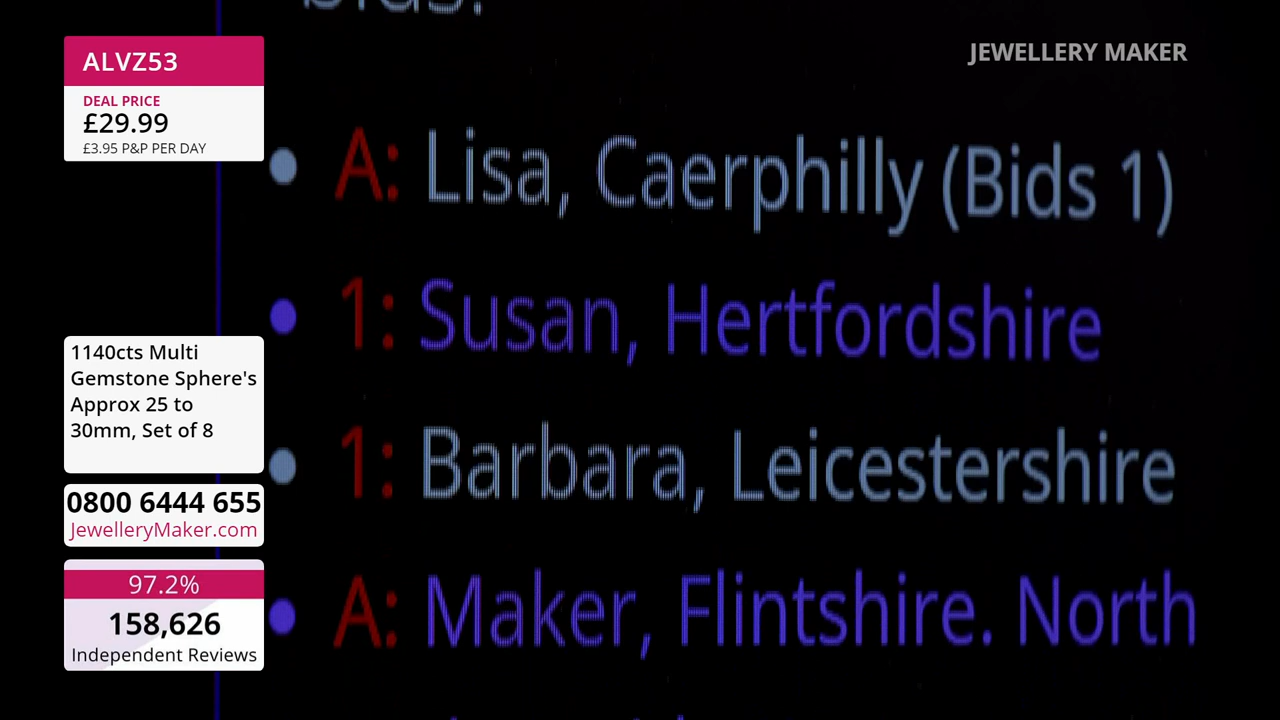 bids!
ALVZ53
DEAL PRICE
£29.99
£3.95 P&P PER DAY
JEWELLERY MAKER
A: Lisa, Caerphilly (Bids 1)
1: Susan, Hertfordshire
1140cts Multi
Gemstone Sphere's
Approx 25 to
30mm, Set of 8
1: Barbara, Leicestershire
0800 6444 655
JewelleryMaker.com
97.2%
158,626
Independent Reviews
A: Maker, Flintshire. North